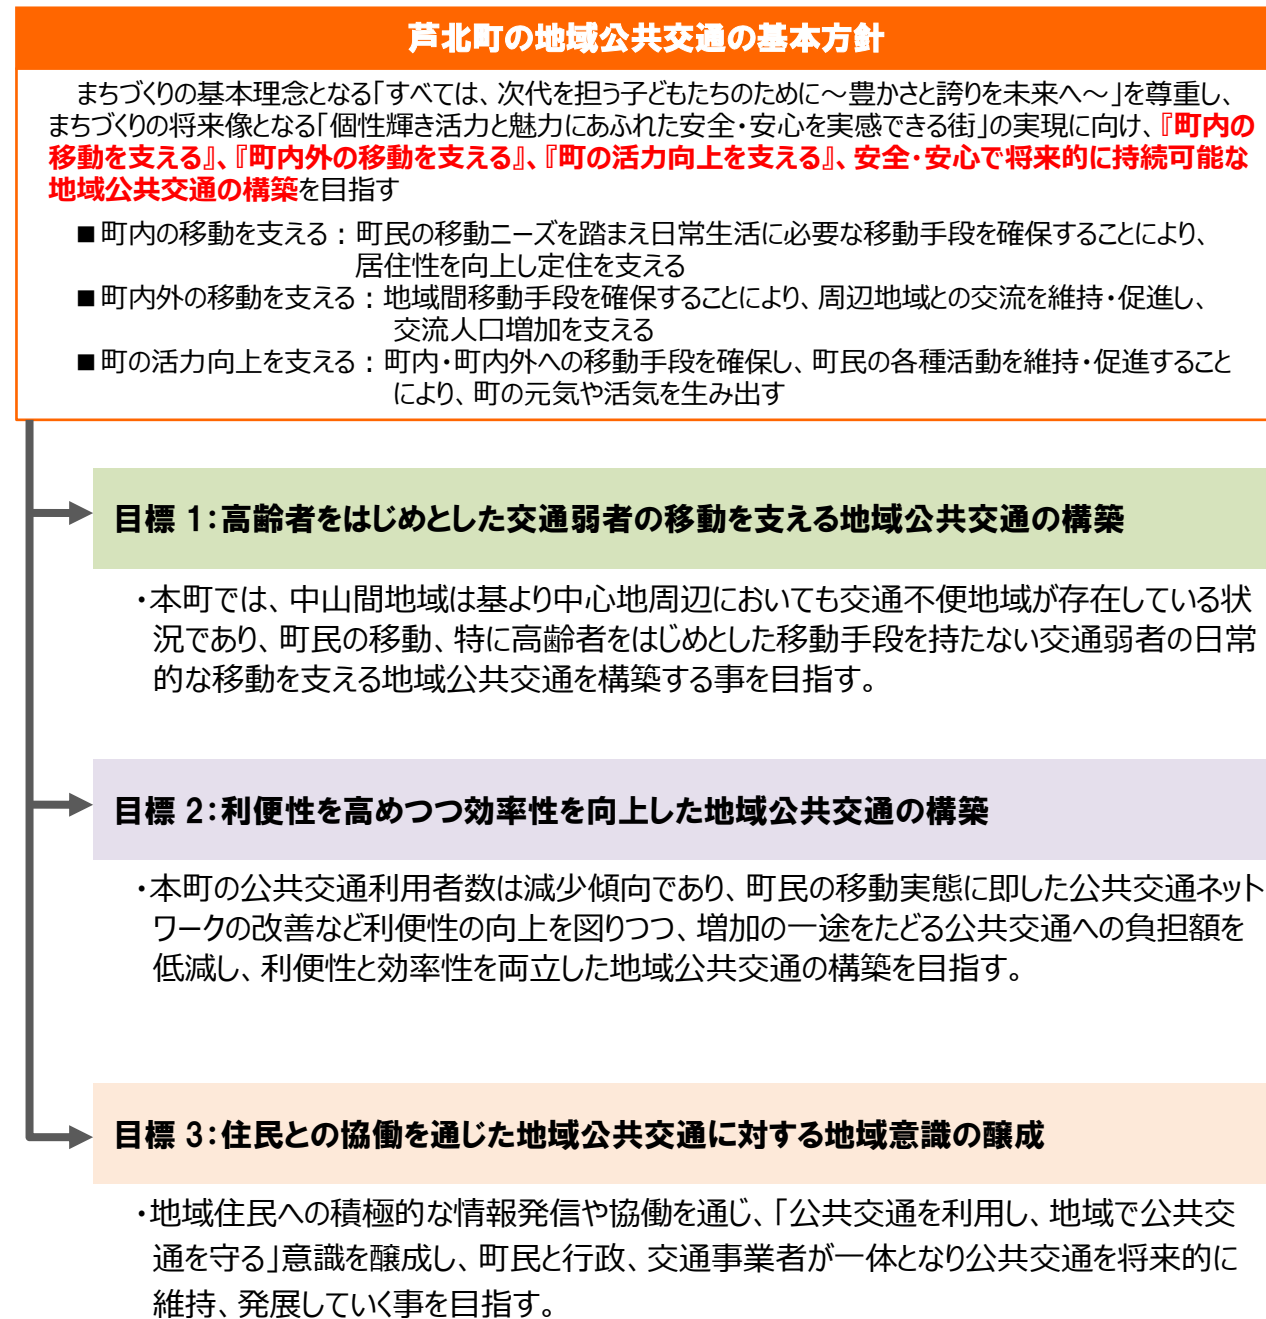 芦北町の地域公共交通の基本方針
まちづくりの基本理念となる「すべては、次代を担う子どもたちのために～豊かさと誇りを未来へ～」を尊重し、
まちづくりの将来像となる「個性輝き活力と魅力にあふれた安全・安心を実感できる街」の実現に向け、『町内の
移動を支える』、『町内外の移動を支える』、『町の活力向上を支える』、安全・安心で将来的に持続可能な
地域公共交通の構築を目指す
■町内の移動を支える：町民の移動ニーズを踏まえ日常生活に必要な移動手段を確保することにより、
居住性を向上し定住を支える
■町内外の移動を支える：地域間移動手段を確保することにより、周辺地域との交流を維持・促進し、
交流人口増加を支える
■町の活力向上を支える：町内・町内外への移動手段を確保し、町民の各種活動を維持・促進すること
により、町の元気や活気を生み出す
目標 1：高齢者をはじめとした交通弱者の移動を支える地域公共交通の構築
・本町では、中山間地域は基より中心地周辺においても交通不便地域が存在している状
況であり、町民の移動、特に高齢者をはじめとした移動手段を持たない交通弱者の日常
的な移動を支える地域公共交通を構築する事を目指す。
目標 2：利便性を高めつつ効率性を向上した地域公共交通の構築
・本町の公共交通利用者数は減少傾向であり、町民の移動実態に即した公共交通ネット
ワークの改善など利便性の向上を図りつつ、増加の一途をたどる公共交通への負担額を
低減し、利便性と効率性を両立した地域公共交通の構築を目指す。
目標 3：住民との協働を通じた地域公共交通に対する地域意識の醸成
・地域住民への積極的な情報発信や協働を通じ、「公共交通を利用し、地域で公共交
通を守る」意識を醸成し、町民と行政、交通事業者が一体となり公共交通を将来的に
維持、発展していく事を目指す。